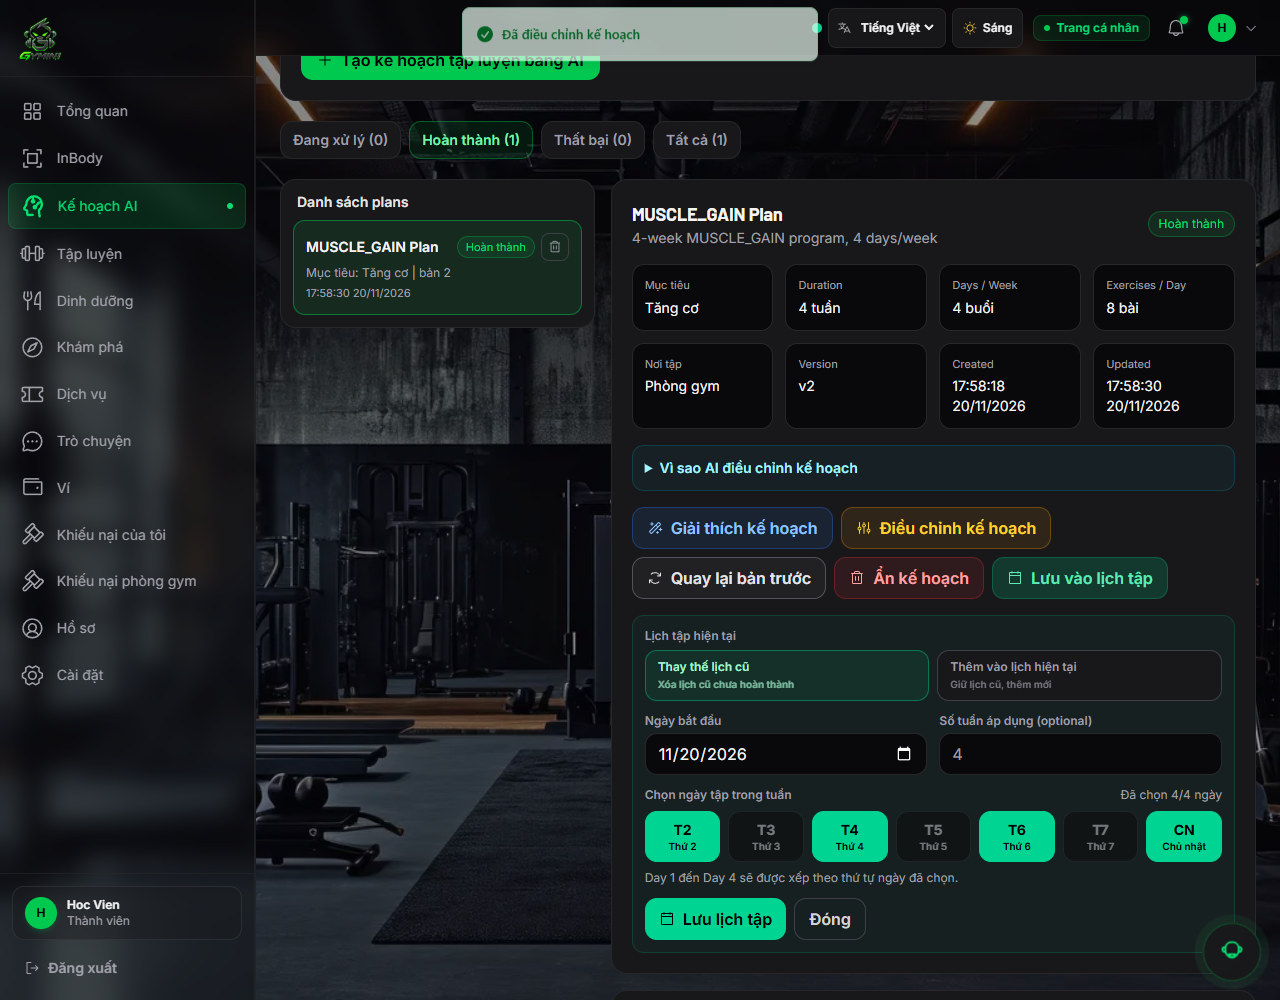 GYMINI
Đã điều chỉnh kế hoạch
Tiếng Việt
Sáng
Trang cá nhân
H
Tổng quan
InBody
Kế hoạch AI
Tập luyện
Dinh dưỡng
Khám phá
Dịch vụ
Trò chuyện
Ví
Khiếu nại của tôi
Khiếu nại phòng gym
Hồ sơ
Cài đặt
H
Hoc Vien
Thành viên
Đăng xuất
Tạo kế hoạch tập luyện bằng AI
Đang xử lý (0)
Hoàn thành (1)
Thất bại (0)
Tất cả (1)
Danh sách plans
MUSCLE_GAIN Plan
Hoàn thành
Mục tiêu: Tăng cơ | bản 2
17:58:30 20/11/2026
MUSCLE_GAIN Plan
4-week MUSCLE_GAIN program, 4 days/week
Hoàn thành
Mục tiêu
Tăng cơ
Duration
4 tuần
Days / Week
4 buổi
Exercises / Day
8 bài
Nơi tập
Phòng gym
Version
v2
Created
17:58:18
20/11/2026
Updated
17:58:30
20/11/2026
Vì sao AI điều chỉnh kế hoạch
Giải thích kế hoạch
Điều chỉnh kế hoạch
Quay lại bản trước
Ẩn kế hoạch
Lưu vào lịch tập
Lịch tập hiện tại
Thay thế lịch cũ
Xóa lịch cũ chưa hoàn thành
Thêm vào lịch hiện tại
Giữ lịch cũ, thêm mới
Ngày bắt đầu
11/20/2026
Số tuần áp dụng (optional)
4
Chọn ngày tập trong tuần
Đã chọn 4/4 ngày
T2
Thứ 2
T3
Thứ 3
T4
Thứ 4
T5
Thứ 5
T6
Thứ 6
T7
Thứ 7
CN
Chủ nhật
Day 1 đến Day 4 sẽ được xếp theo thứ tự ngày đã chọn.
Lưu lịch tập
Đóng